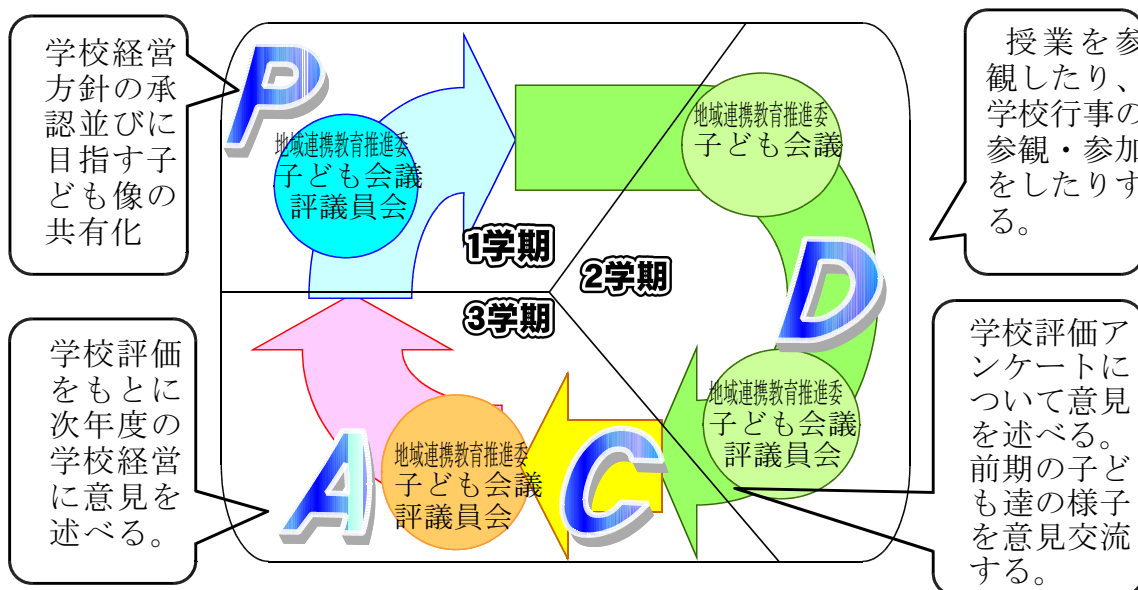 学校経営
方針の承
認並びに
目指す子
ども像の
共有化
P
地域連携教育推進委
子ども会議
評議員会
1学期
地域連携教育推進委
子ども会議
2学期
授業を参
観したり、
学校行事の
参観・参加
をしたりす
る。
D
3学期
学校評価
をもとに
次年度の
学校経営
に意見を
述べる。
A
地域連携教育推進委
子ども会議
評議員会
C
地域連携教育推進委
子ども会議
評議員会
学校評価ア
ンケートに
ついて意見
を述べる。
前期の子ど
も達の様子
を意見交流
する。